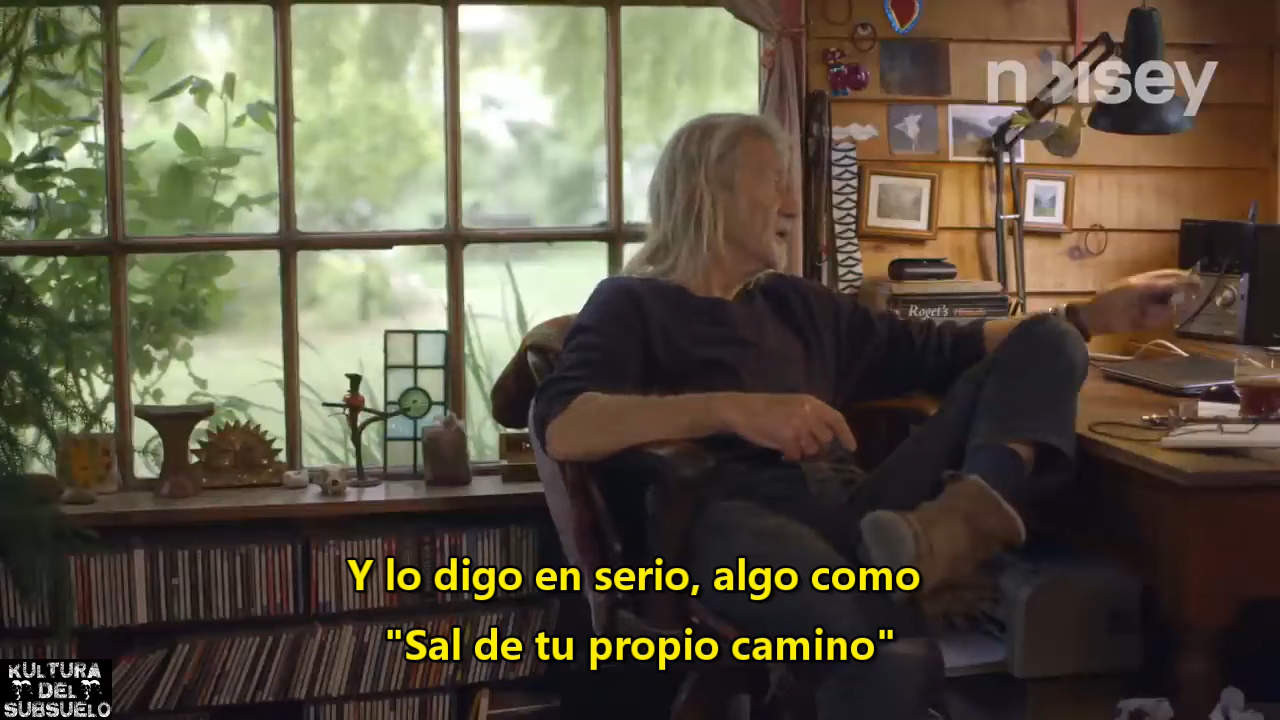 noisey
Roget's
Y lo digo en serio, algo como
"Sal de tu propio camino"
KULTURA
DEL
SUBSUELO